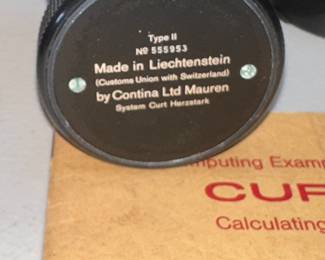 Type II
Nº 555953
Made in Liechtenstein
(Customs Union with Switzerland)
by Contina Ltd Mauren
System Curt Herzstark
mputing Examp
CUR
Calculating